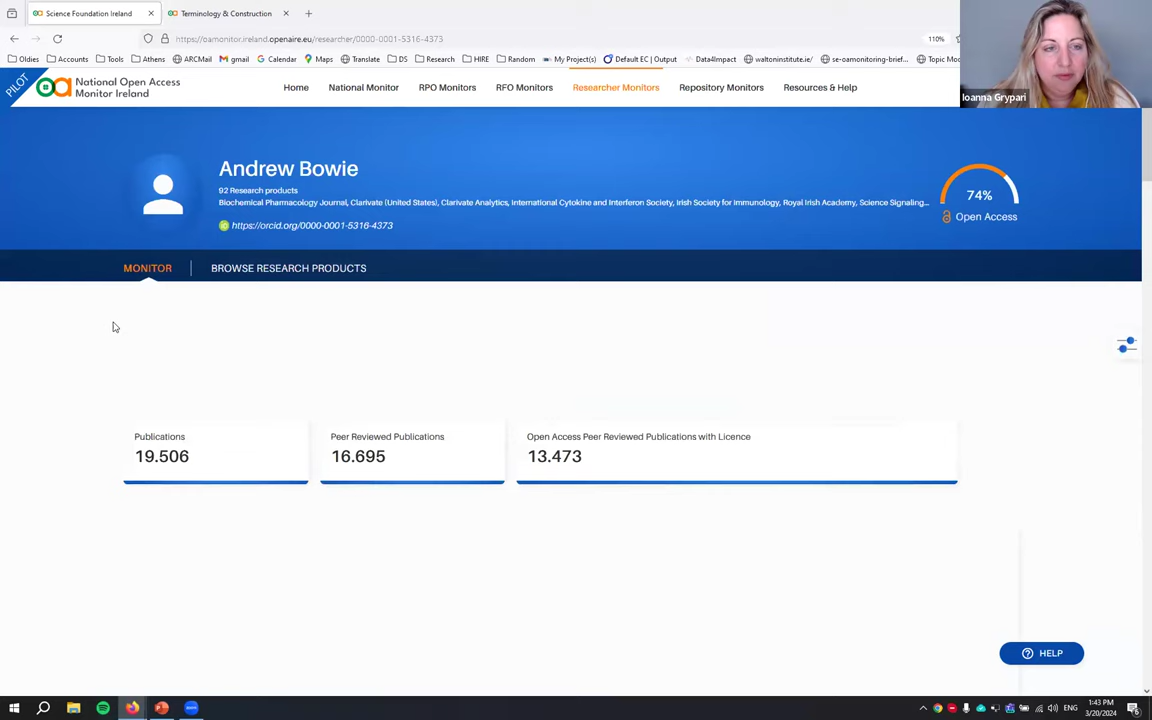 Science Foundation Ireland
Terminology & Construction
https://oamonitor.ireland.openaire.eu/researcher/0000-0001-5316-4373
110%
Oldies
Accounts
Tools
Athens
ARCMail
gmail
Calendar
Maps
Translate
DS
Research
HIRE
Random
My Project(s)
Default EC | Output
Data4Impact
waltoninstitute.ie/
se-oamonitoring-brief...
Topic Mod
Ioanna Grypari
PILOT
National Open Access
Monitor Ireland
Home
National Monitor
RPO Monitors
RFO Monitors
Researcher Monitors
Repository Monitors
Resources & Help
Andrew Bowie
92 Research products
Biochemical Pharmacology Journal, Clarivate (United States), Clarivate Analytics, International Cytokine and Interferon Society, Irish Society for Immunology, Royal Irish Academy, Science Signaling...
https://orcid.org/0000-0001-5316-4373
74%
Open Access
MONITOR
BROWSE RESEARCH PRODUCTS
Publications
19.506
Peer Reviewed Publications
16.695
Open Access Peer Reviewed Publications with Licence
13.473
HELP
ENG
1:43 PM
3/20/2024